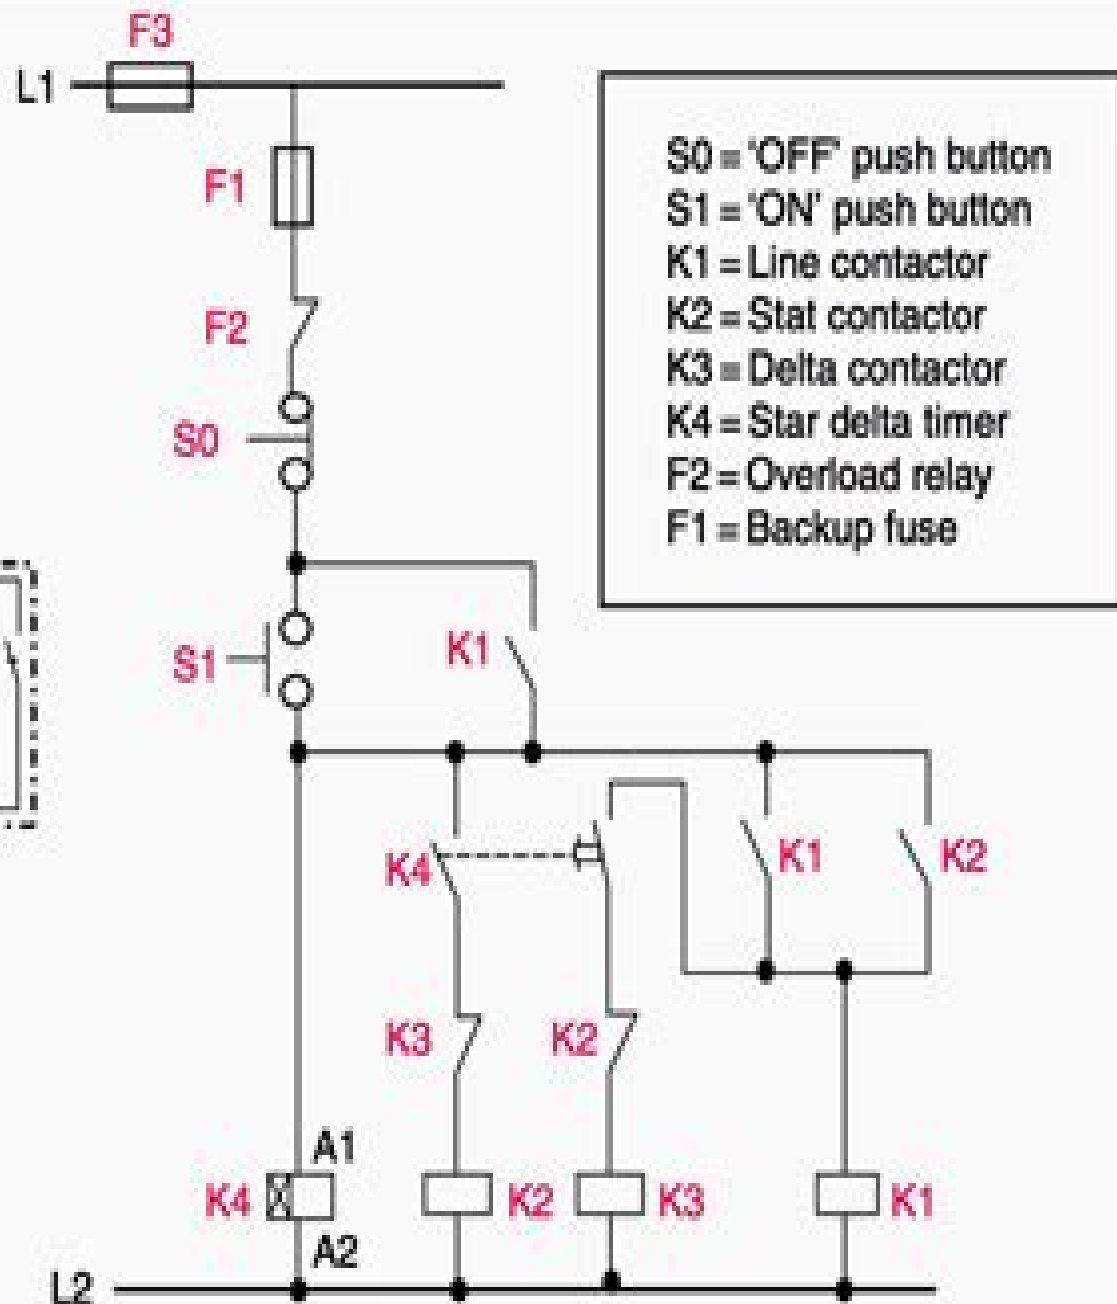 F3
L1
F1
F2
S0
S1
K1
S0 = 'OFF' push button
S1 = 'ON' push button
K1 = Line contactor
K2 = Stat contactor
K3 = Delta contactor
K4 = Star delta timer
F2 = Overload relay
F1 = Backup fuse
K4
K1
K2
K3
K2
A1
K4
K2
K3
K1
A2
L2